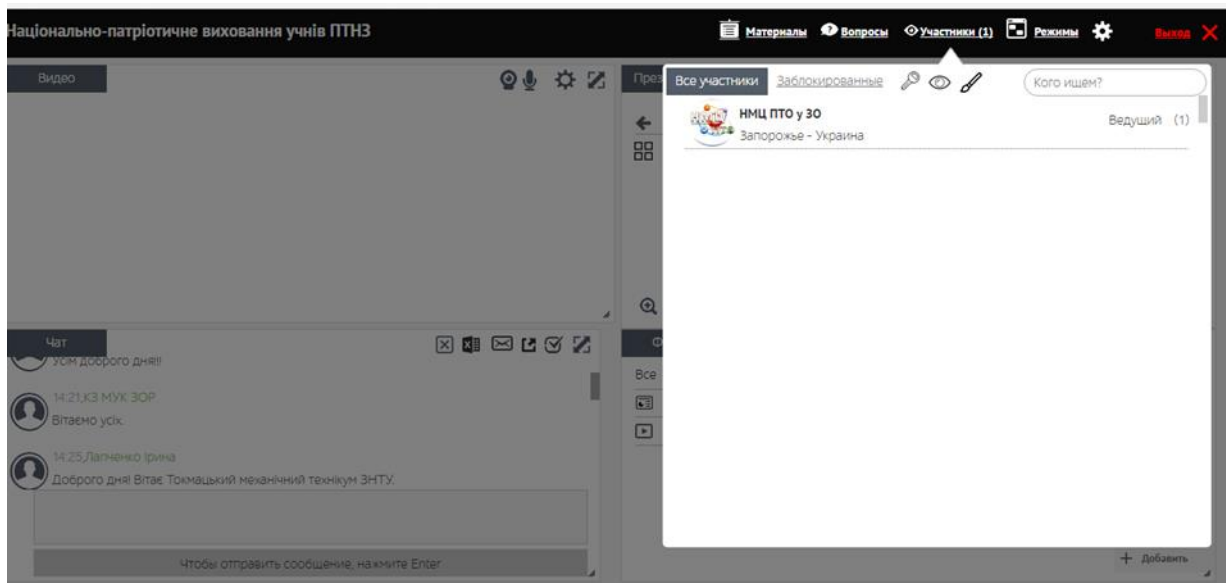 Національно-патріотичне виховання учнів ПТНЗ
Материалы
Вопросы
Участники (1)
Режимы
Выход
Видео
През
Все участники
Заблокированные
Кого ищем?
НМЦ ПТО у ЗО
Запорожье - Украина
Ведущий (1)
Чат
Усім доброго дня!!
14:21,КЗ МУК ЗОР
Вітаємо усіх.
14:25,Лапченко Ірина
Доброго дня! Вітає Токмацький механічний технікум ЗНТУ.
Чтобы отправить сообщение, нажмите Enter
Ф
Все
+ Добавить